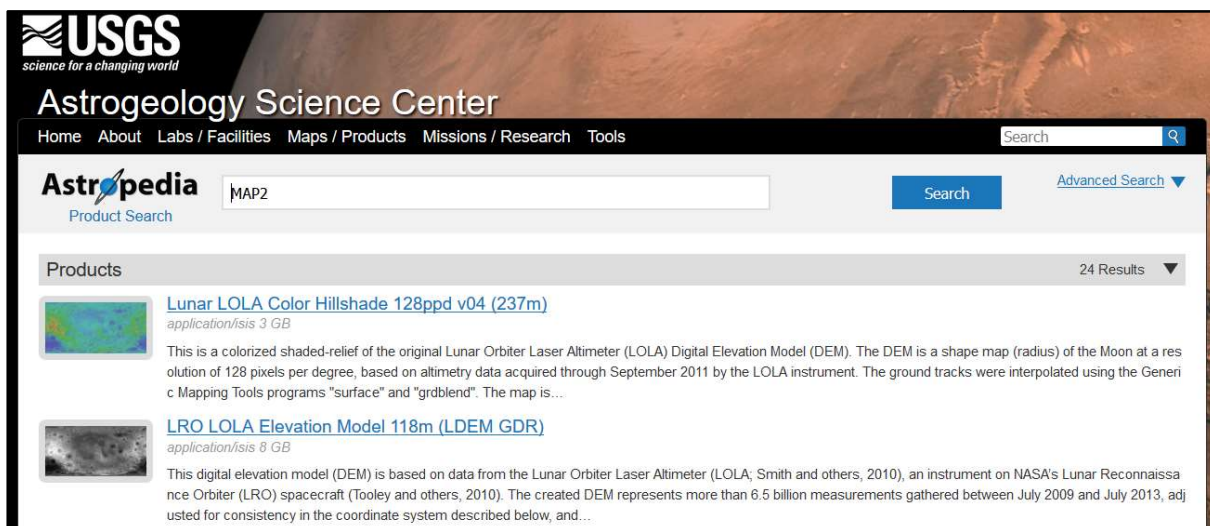 USGS
science for a changing world
Astrogeology Science Center
Home About Labs / Facilities Maps / Products Missions / Research Tools
Search
Astropedia
Product Search
MAP2
Search
Advanced Search
Products
24 Results
Lunar LOLA Color Hillshade 128ppd v04 (237m)
application/isis 3 GB
This is a colorized shaded-relief of the original Lunar Orbiter Laser Altimeter (LOLA) Digital Elevation Model (DEM). The DEM is a shape map (radius) of the Moon at a res
olution of 128 pixels per degree, based on altimetry data acquired through September 2011 by the LOLA instrument. The ground tracks were interpolated using the Generi
c Mapping Tools programs "surface" and "grdblend". The map is…
LRO LOLA Elevation Model 118m (LDEM GDR)
application/isis 8 GB
This digital elevation model (DEM) is based on data from the Lunar Orbiter Laser Altimeter (LOLA; Smith and others, 2010), an instrument on NASA's Lunar Reconnaissa
nce Orbiter (LRO) spacecraft (Tooley and others, 2010). The created DEM represents more than 6.5 billion measurements gathered between July 2009 and July 2013, adj
usted for consistency in the coordinate system described below, and…